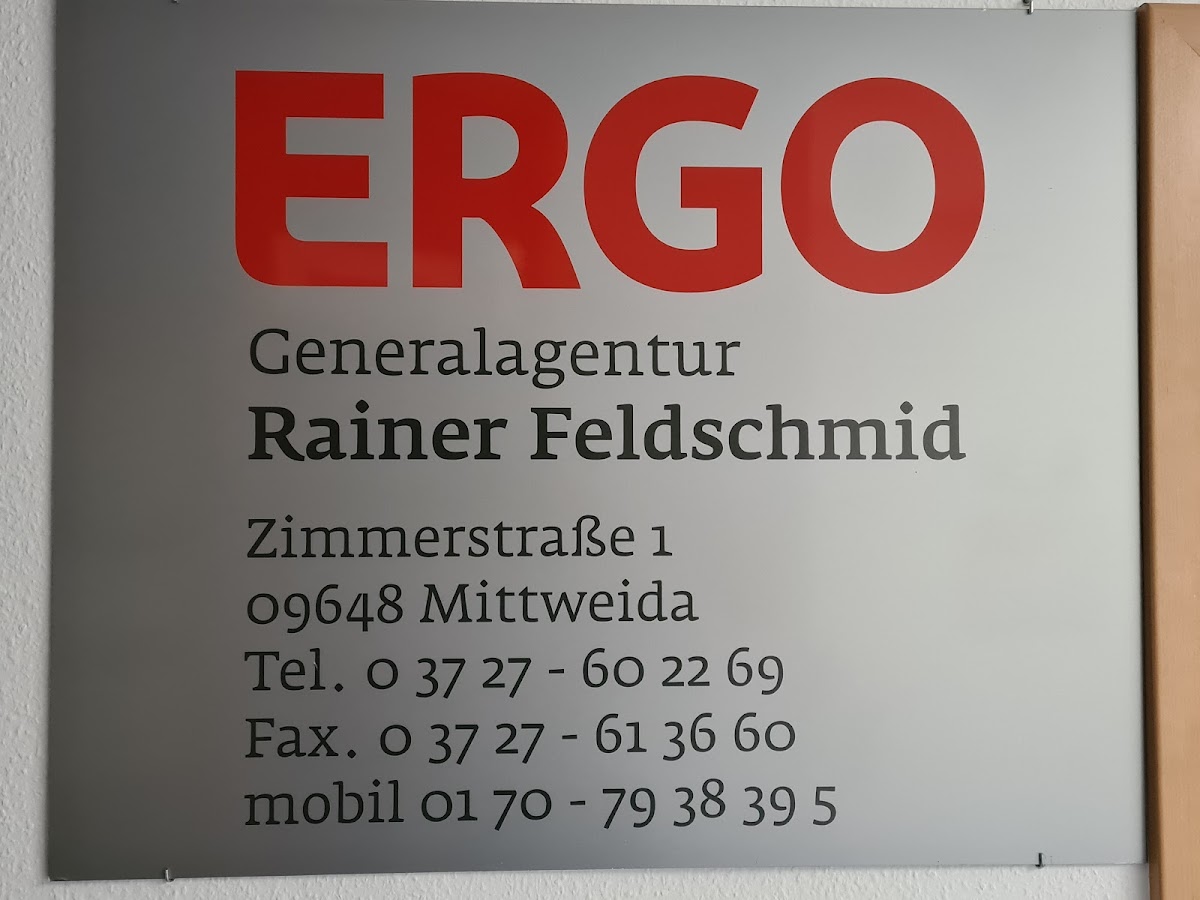 ERGO
Generalagentur
Rainer Feldschmid
Zimmerstraße 1
09648 Mittweida
Tel. 0 37 27 - 60 22 69
Fax. 0 37 27 - 61 36 60
mobil 01 70 - 79 38 39 5